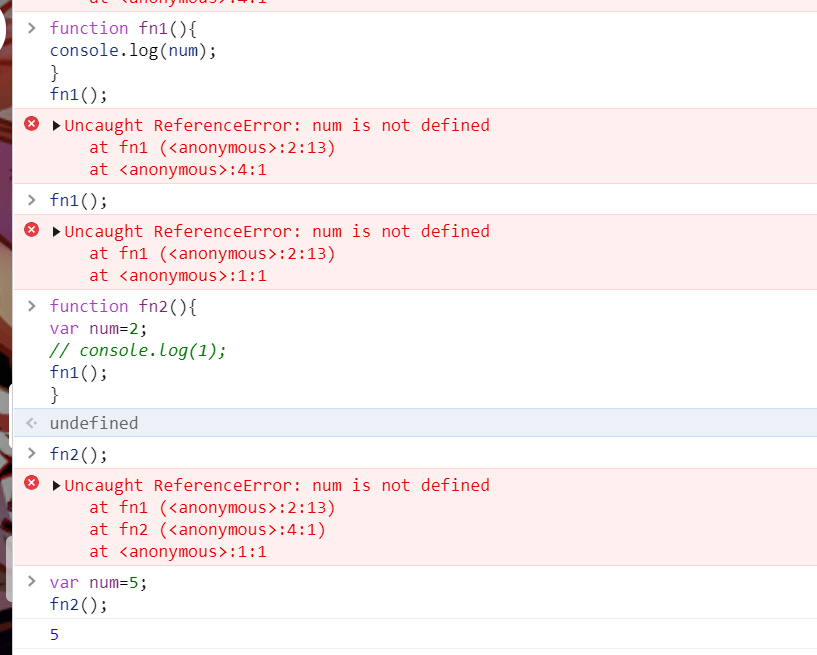 at <anonymous>:4:1
> function fn1(){
console.log(num);
}
fn1();
▶Uncaught ReferenceError: num is not defined
at fn1 (<anonymous>:2:13)
at <anonymous>:4:1
> fn1();
▶Uncaught ReferenceError: num is not defined
at fn1 (<anonymous>:2:13)
at <anonymous>:1:1
> function fn2(){
var num=2;
// console.log(1);
fn1();
}
undefined
> fn2();
▶Uncaught ReferenceError: num is not defined
at fn1 (<anonymous>:2:13)
at fn2 (<anonymous>:4:1)
at <anonymous>:1:1
> var num=5;
fn2();
5